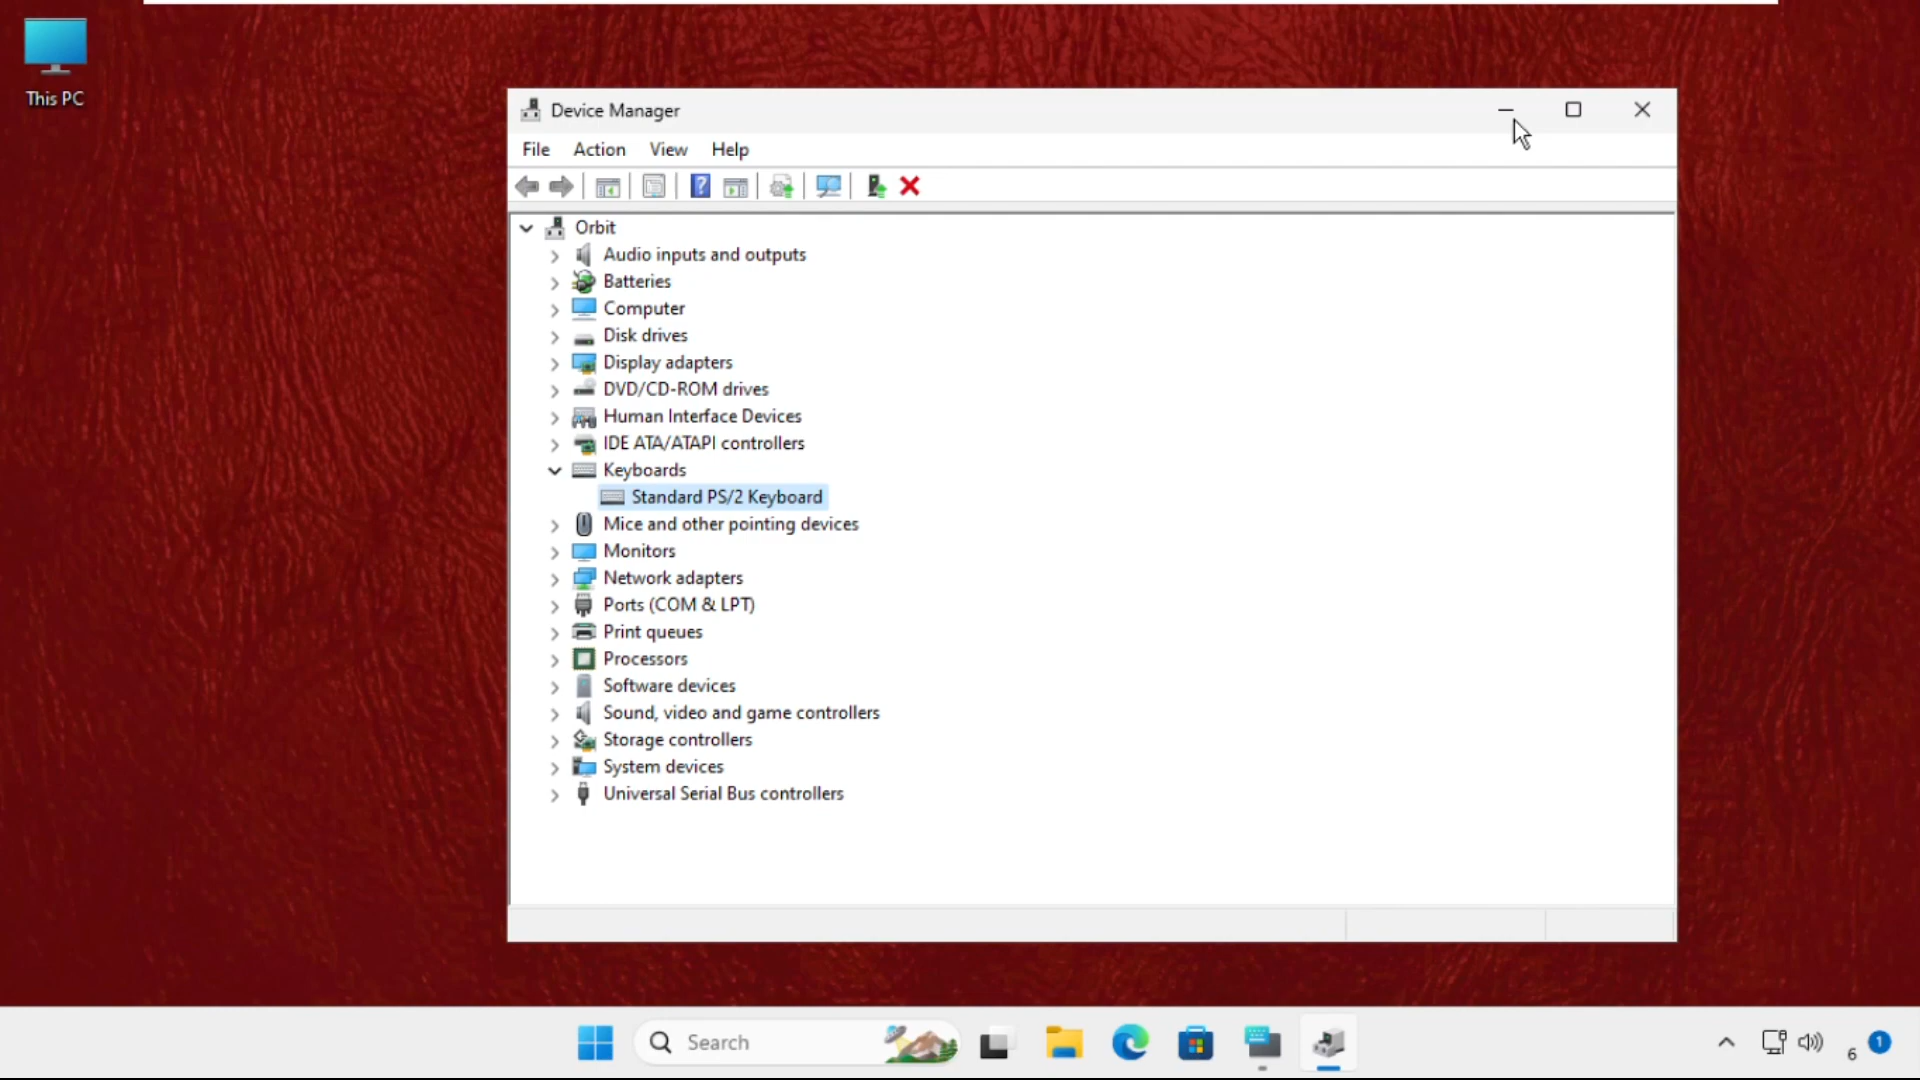 This PC
Device Manager
File Action View Help
Orbit
Audio inputs and outputs
Batteries
Computer
Disk drives
Display adapters
DVD/CD-ROM drives
Human Interface Devices
IDE ATA/ATAPI controllers
Keyboards
Standard PS/2 Keyboard
Mice and other pointing devices
Monitors
Network adapters
Ports (COM & LPT)
Print queues
Processors
Software devices
Sound, video and game controllers
Storage controllers
System devices
Universal Serial Bus controllers
Search
6 1